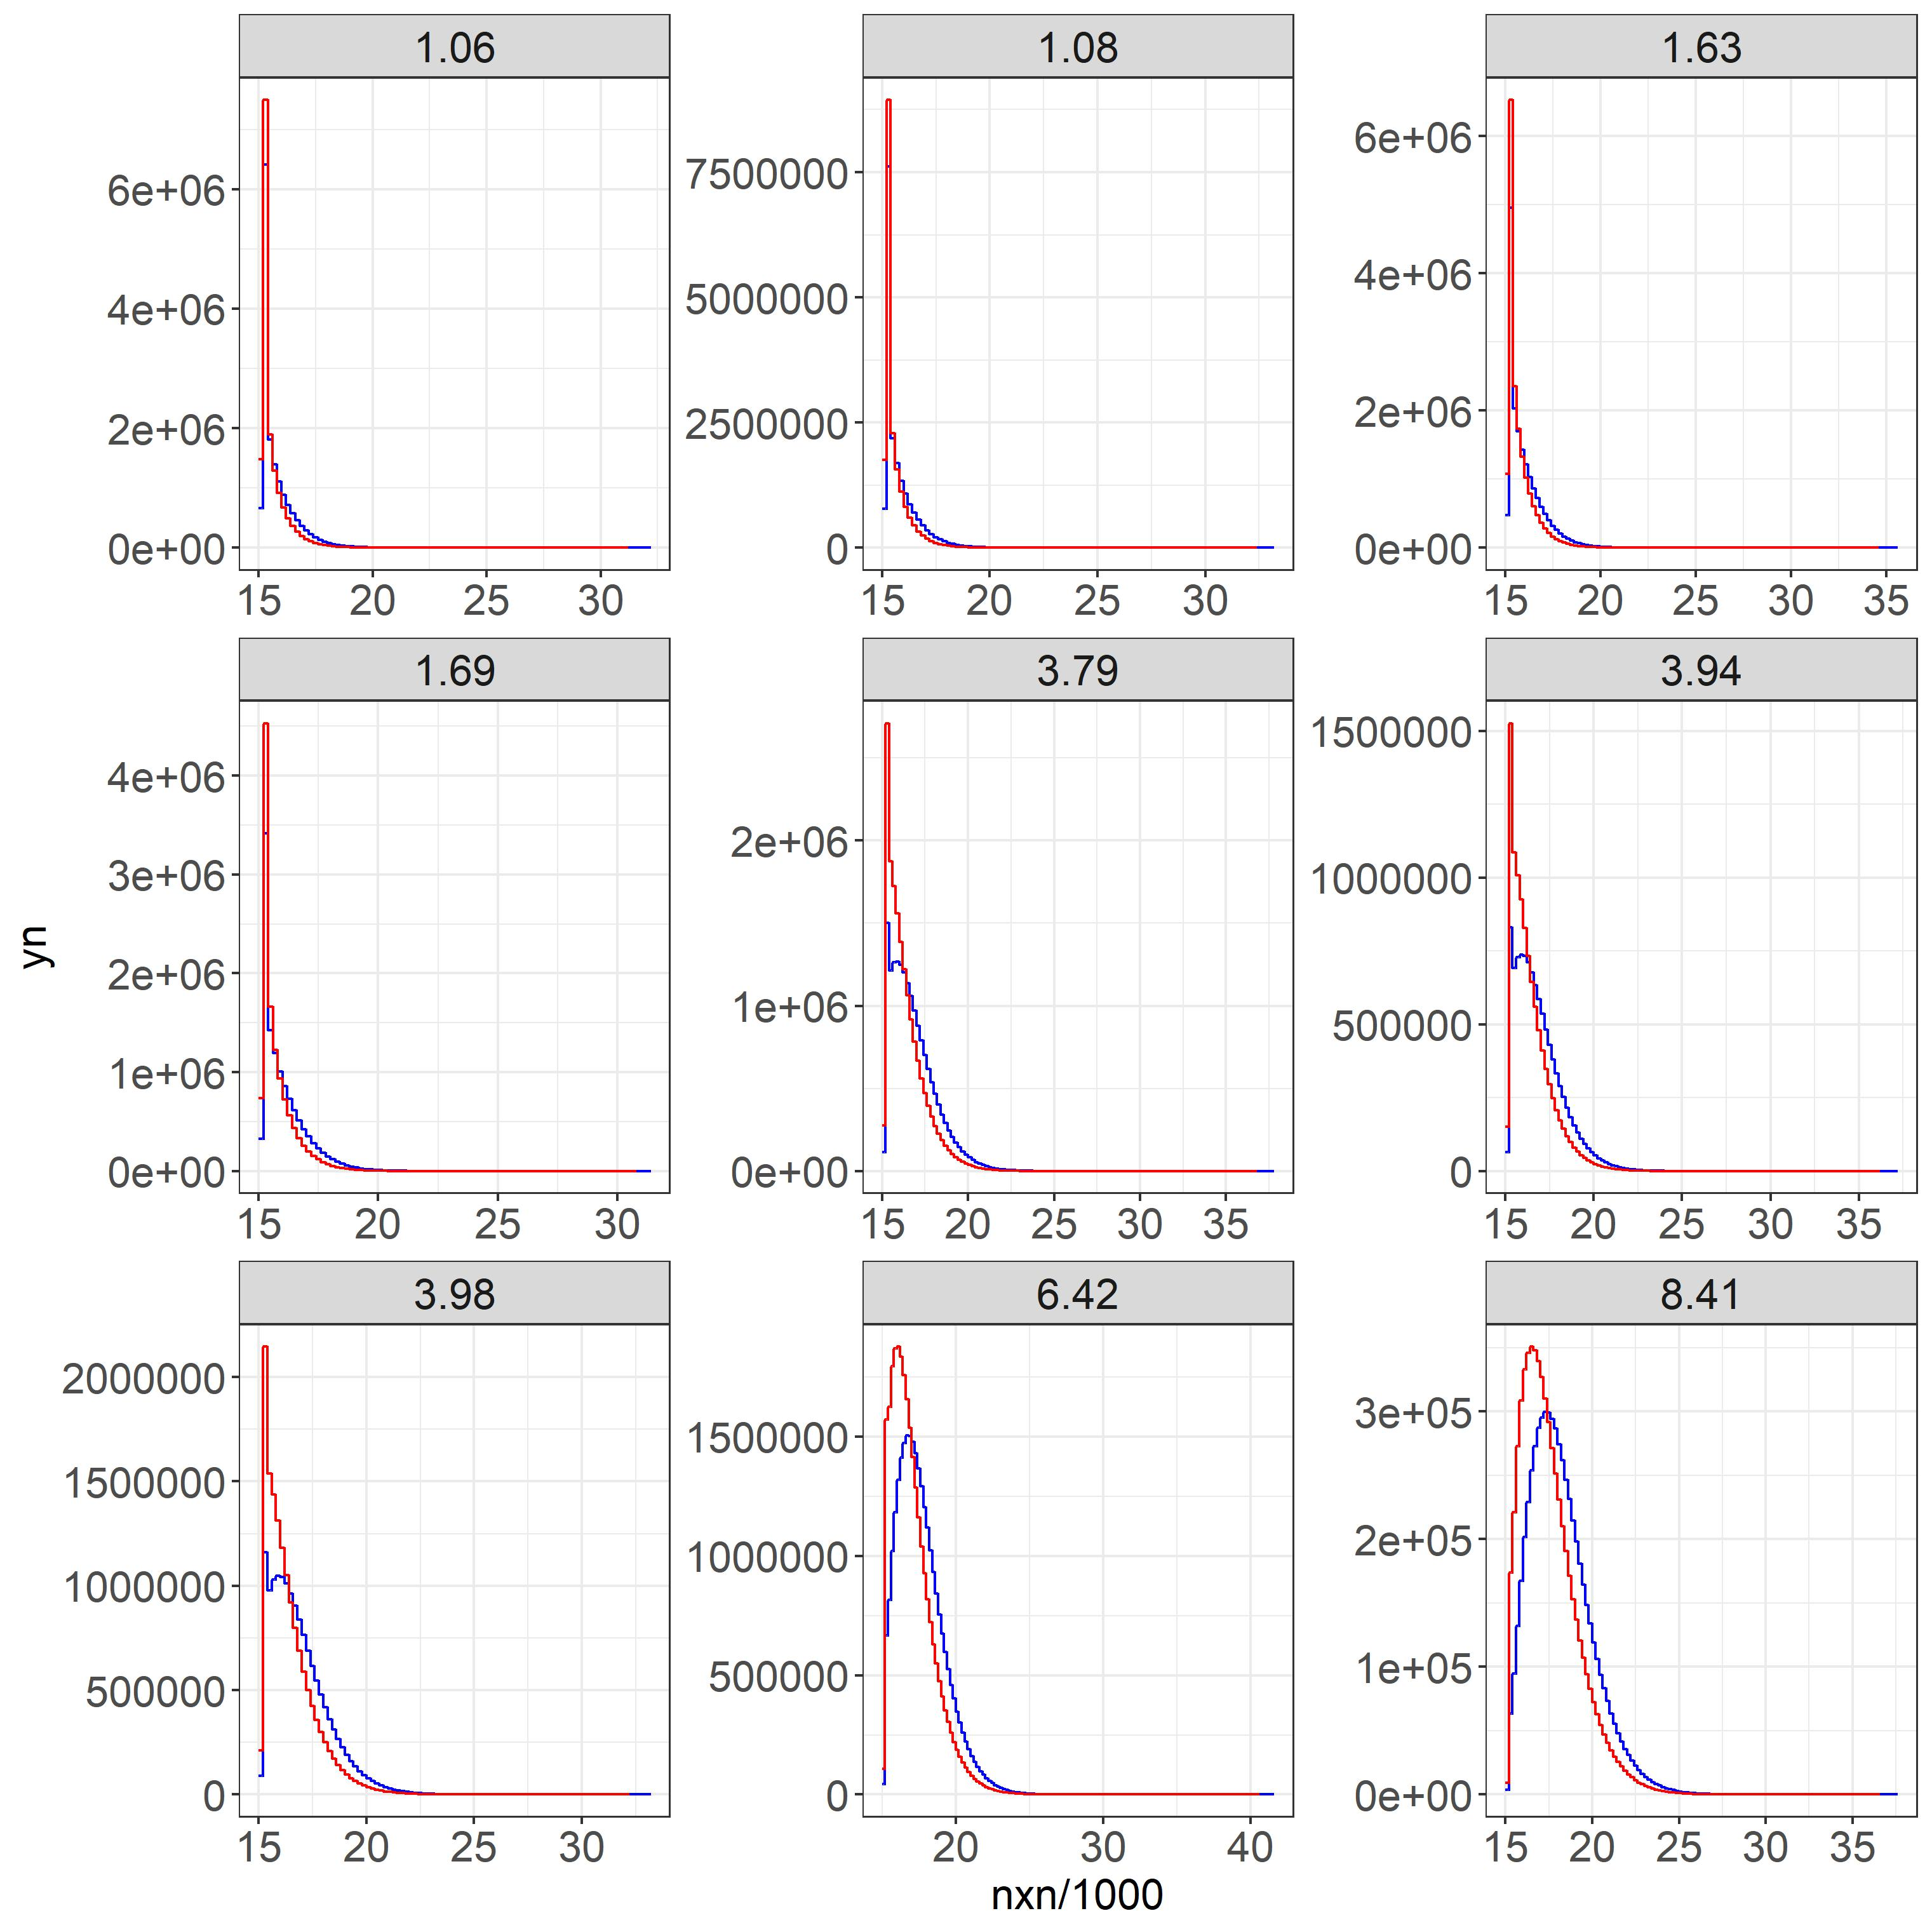 1.06
1.08
1.63
6e+06
4e+06
2e+06
0e+00
15 20 25 30
7500000
5000000
2500000
0
15 20 25 30
6e+06
4e+06
2e+06
0e+00
15 20 25 30 35
1.69
3.79
3.94
yn
4e+06
3e+06
2e+06
1e+06
0e+00
15 20 25 30
2e+06
1e+06
0e+00
15 20 25 30 35
1500000
1000000
500000
0
15 20 25 30 35
3.98
6.42
8.41
2000000
1500000
1000000
500000
0
15 20 25 30
1500000
1000000
500000
0
20 30 40
3e+05
2e+05
1e+05
0e+00
15 20 25 30 35
nxn/1000